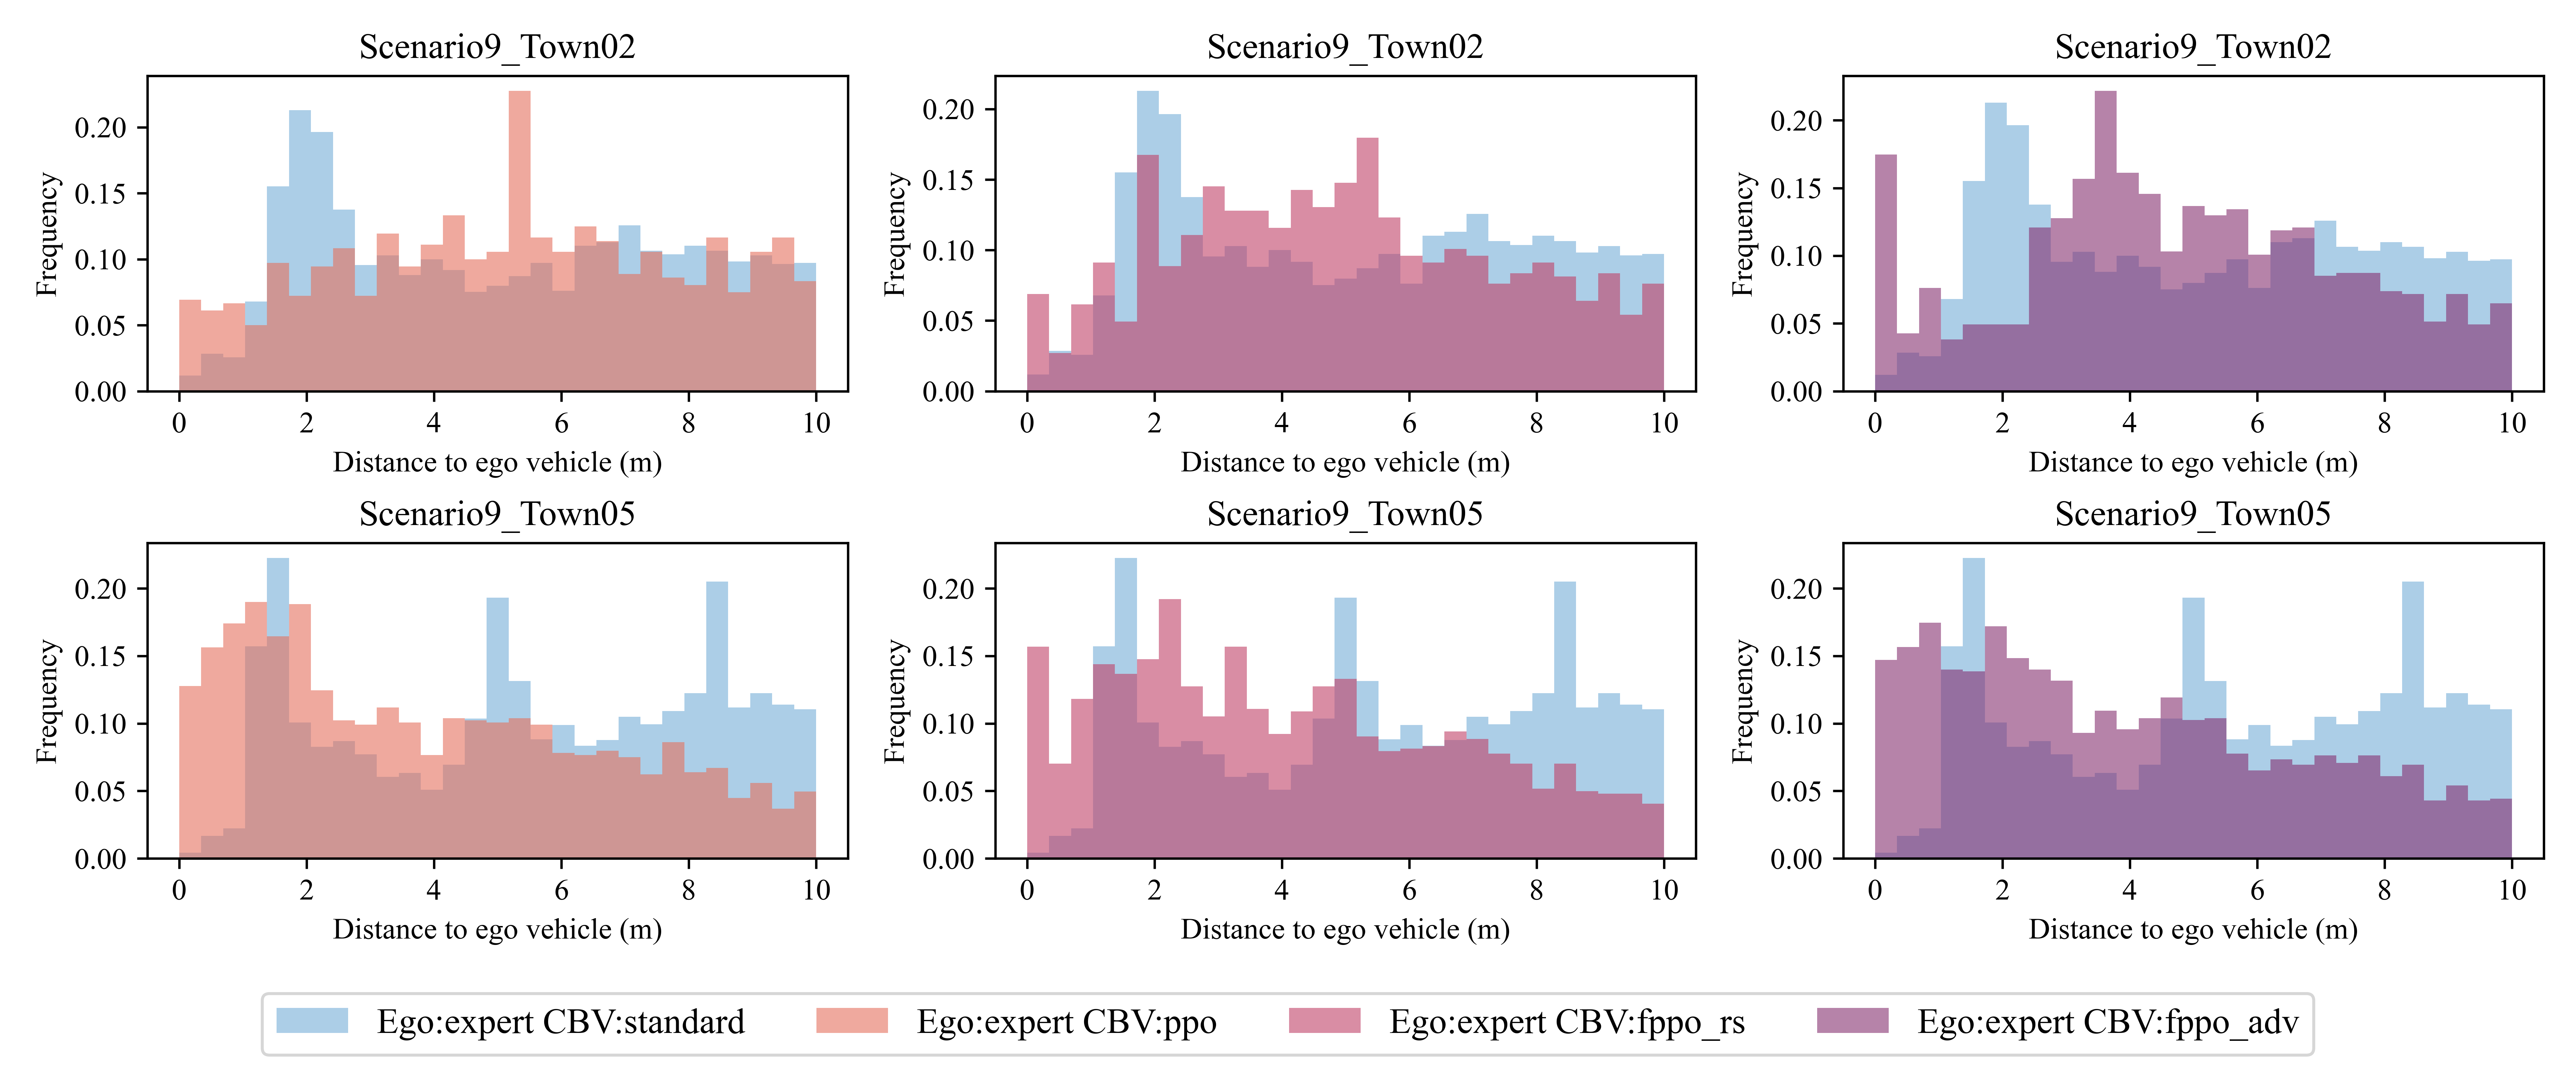 Scenario9_Town02
Scenario9_Town02
Scenario9_Town02
Frequency
0.20
0.15
0.10
0.05
0.00
0 2 4 6 8 10
Distance to ego vehicle (m)
Frequency
0.20
0.15
0.10
0.05
0.00
0 2 4 6 8 10
Distance to ego vehicle (m)
Frequency
0.20
0.15
0.10
0.05
0.00
0 2 4 6 8 10
Distance to ego vehicle (m)
Scenario9_Town05
Scenario9_Town05
Scenario9_Town05
Frequency
0.20
0.15
0.10
0.05
0.00
0 2 4 6 8 10
Distance to ego vehicle (m)
Frequency
0.20
0.15
0.10
0.05
0.00
0 2 4 6 8 10
Distance to ego vehicle (m)
Frequency
0.20
0.15
0.10
0.05
0.00
0 2 4 6 8 10
Distance to ego vehicle (m)
Ego:expert CBV:standard
Ego:expert CBV:ppo
Ego:expert CBV:fppo_rs
Ego:expert CBV:fppo_adv